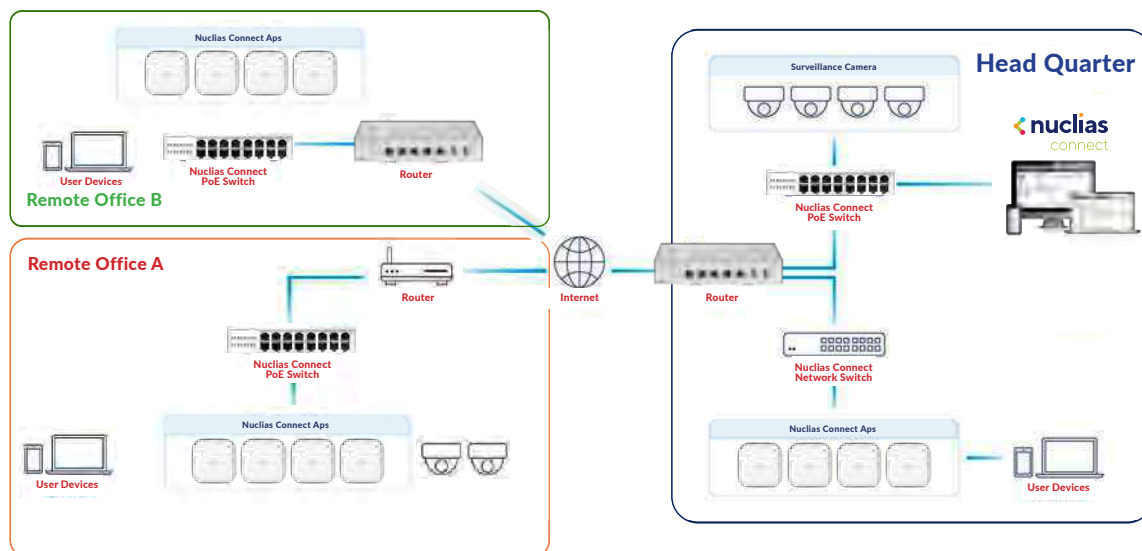 Nuclias Connect Aps
User Devices
Nuclias Connect
PoE Switch
Router
Remote Office B
Remote Office A
Router
Nuclias Connect
PoE Switch
Nuclias Connect Aps
User Devices
Internet
Head Quarter
Surveillance Camera
nuclias
connect
Nuclias Connect
PoE Switch
Router
Nuclias Connect
Network Switch
Nuclias Connect Aps
User Devices